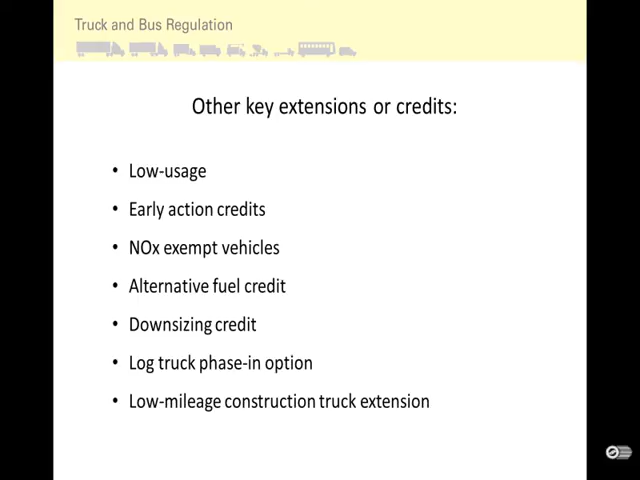 Truck and Bus Regulation
Other key extensions or credits:
• Low-usage
• Early action credits
• NOx exempt vehicles
• Alternative fuel credit
• Downsizing credit
• Log truck phase-in option
• Low-mileage construction truck extension